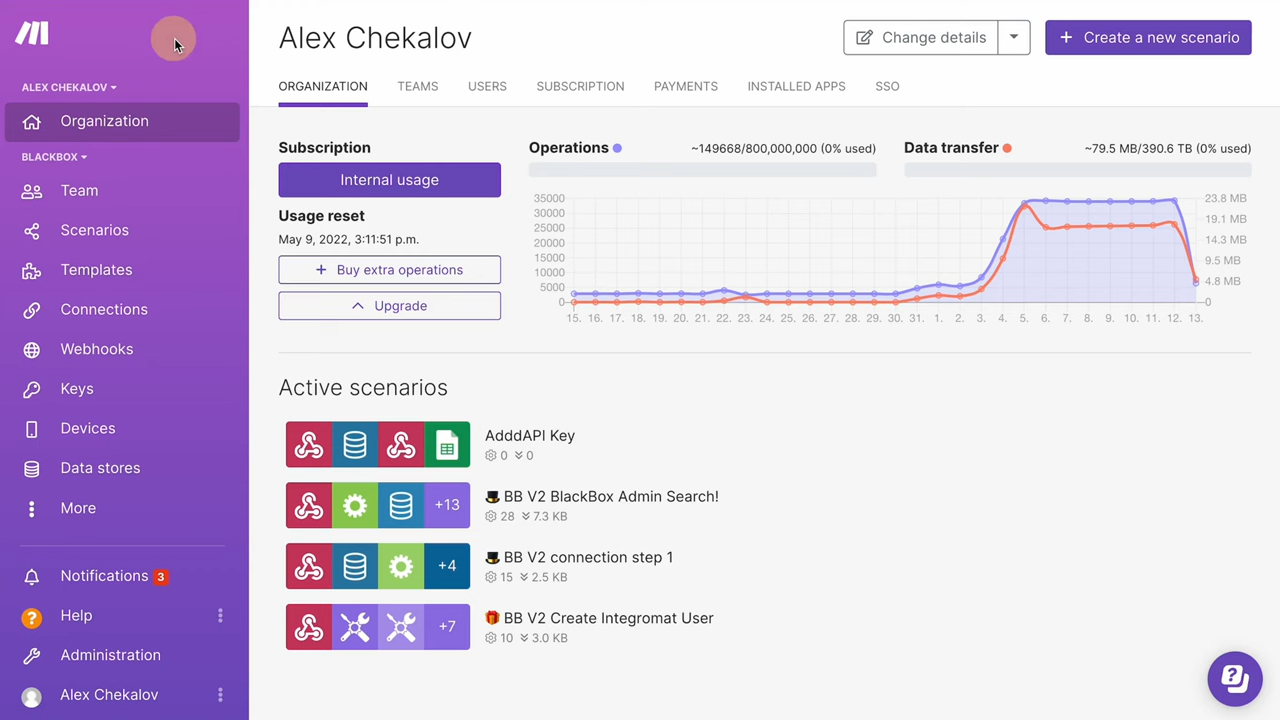 Alex Chekalov
Change details
Create a new scenario
ALEX CHEKALOV
Organization
BLACKBOX
Team
Scenarios
Templates
Connections
Webhooks
Keys
Devices
Data stores
More
Notifications 3
Help
Administration
Alex Chekalov
ORGANIZATION TEAMS USERS SUBSCRIPTION PAYMENTS INSTALLED APPS SSO
Subscription
Internal usage
Usage reset
May 9, 2022, 3:11:51 p.m.
Buy extra operations
Upgrade
Operations ~149668/800,000,000 (0% used)
35000
30000
25000
20000
15000
10000
5000
0
Data transfer ~79.5 MB/390.6 TB (0% used)
23.8 MB
19.1 MB
14.3 MB
9.5 MB
4.8 MB
0
15. 16. 17. 18. 19. 20. 21. 22. 23. 24. 25. 26. 27. 28. 29. 30. 31. 1. 2. 3. 4. 5. 6. 7. 8. 9. 10. 11. 12. 13.
Active scenarios
AdddAPI Key
0 0
+13
BB V2 BlackBox Admin Search!
28 7.3 KB
+4
BB V2 connection step 1
15 2.5 KB
+7
BB V2 Create Integromat User
10 3.0 KB